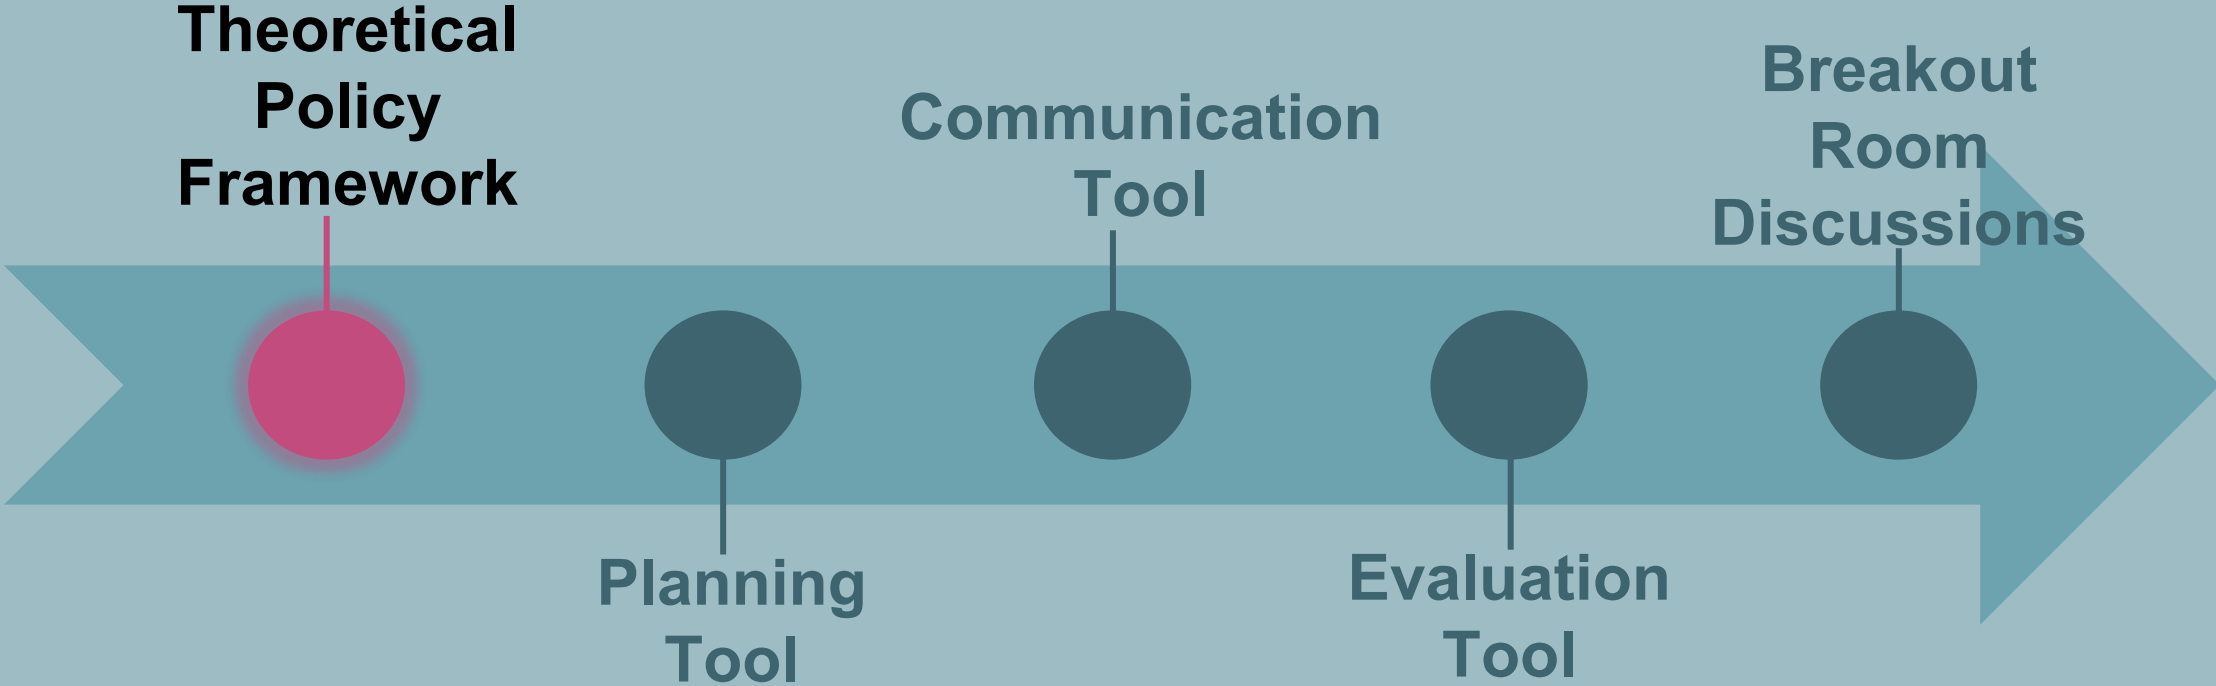 Theoretical
Policy
Framework
Planning
Tool
Communication
Tool
Evaluation
Tool
Breakout
Room
Discussions